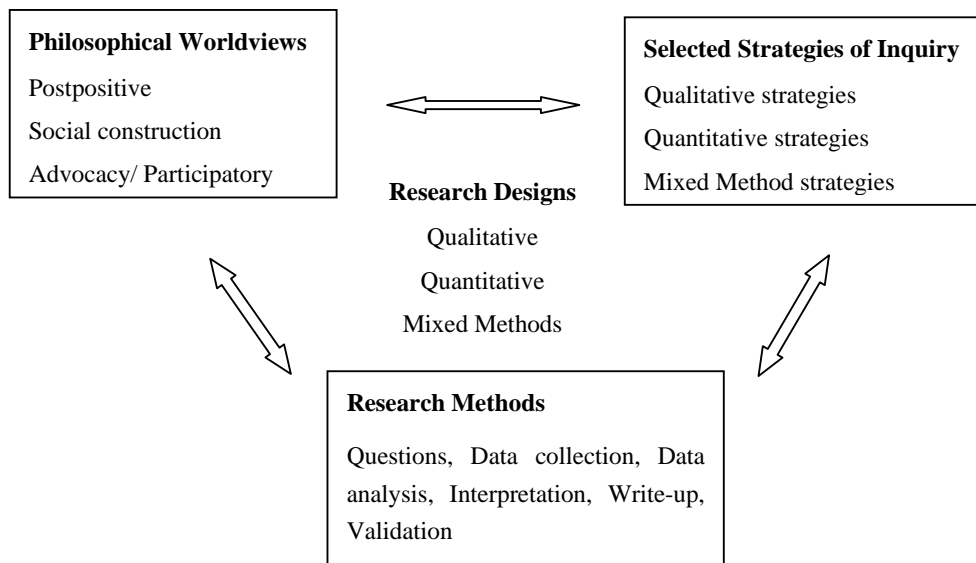 Philosophical Worldviews
Postpositive
Social construction
Advocacy/ Participatory
Selected Strategies of Inquiry
Qualitative strategies
Quantitative strategies
Mixed Method strategies
Research Designs
Qualitative
Quantitative
Mixed Methods
Research Methods
Questions, Data collection, Data
analysis, Interpretation, Write-up,
Validation